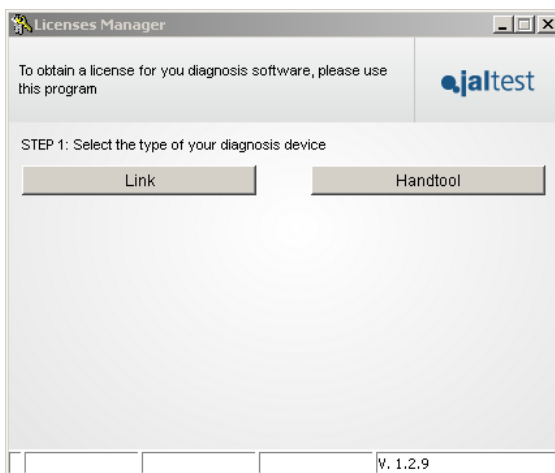 Licenses Manager
To obtain a license for you diagnosis software, please use
this program
jaltest
STEP 1: Select the type of your diagnosis device
Link
Handtool
V. 1.2.9